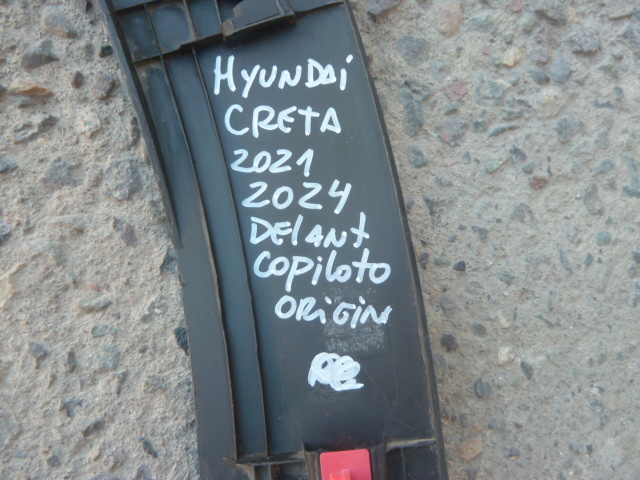 HYUNDAi
CRETA
2021
2024
DElANt
Copiloto
ORiGiN